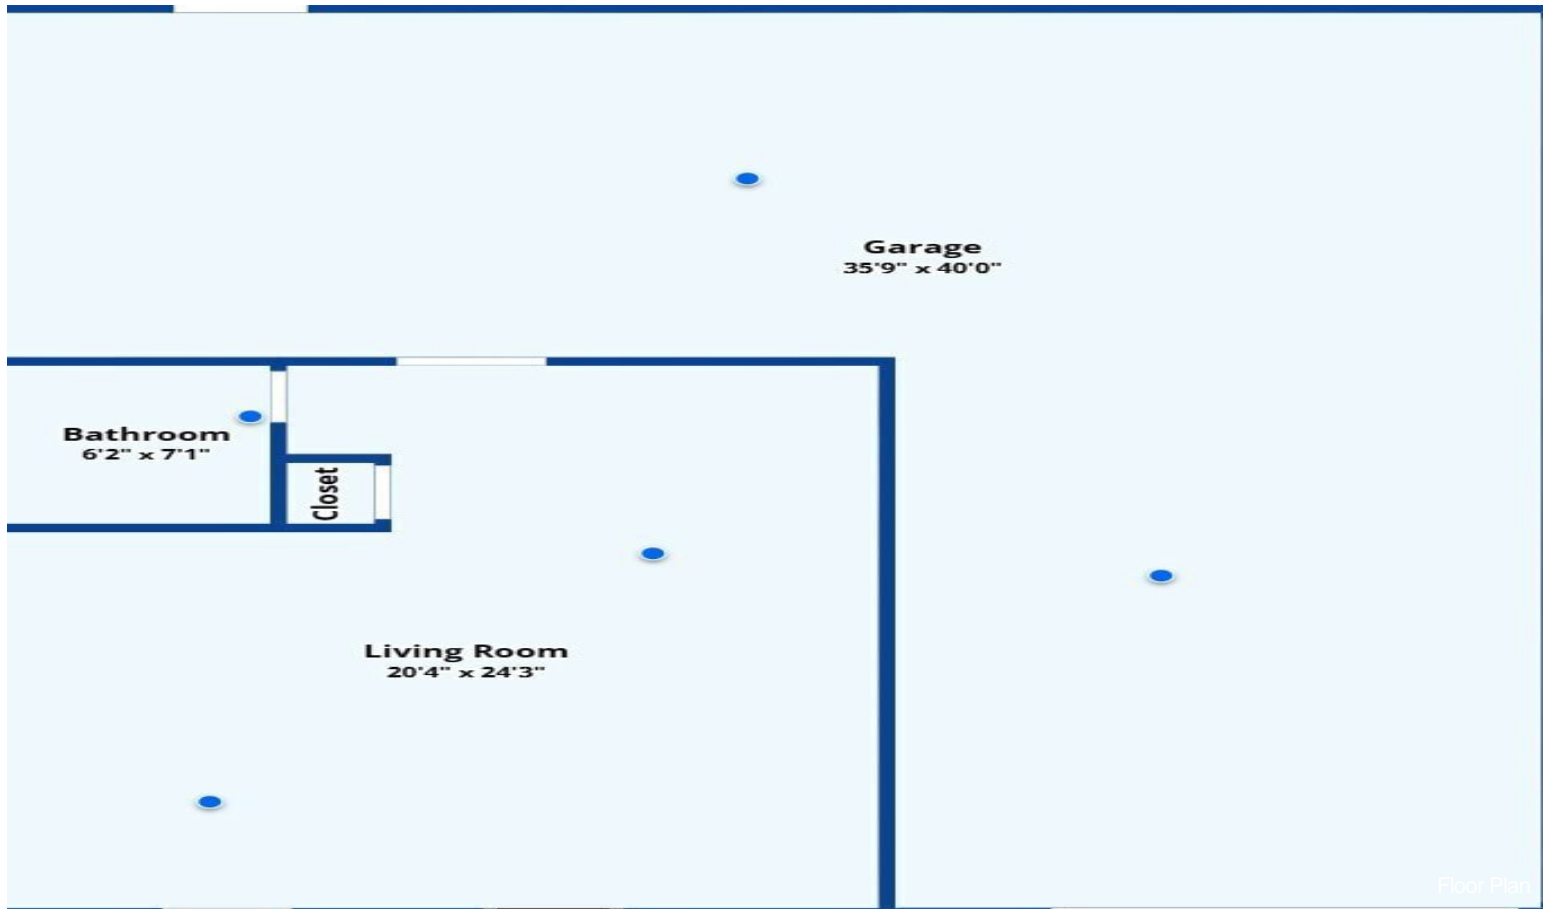 Garage
35'9" x 40'0"
Bathroom
6'2" x 7'1"
Closet
Living Room
20'4" x 24'3"
Floor Plan